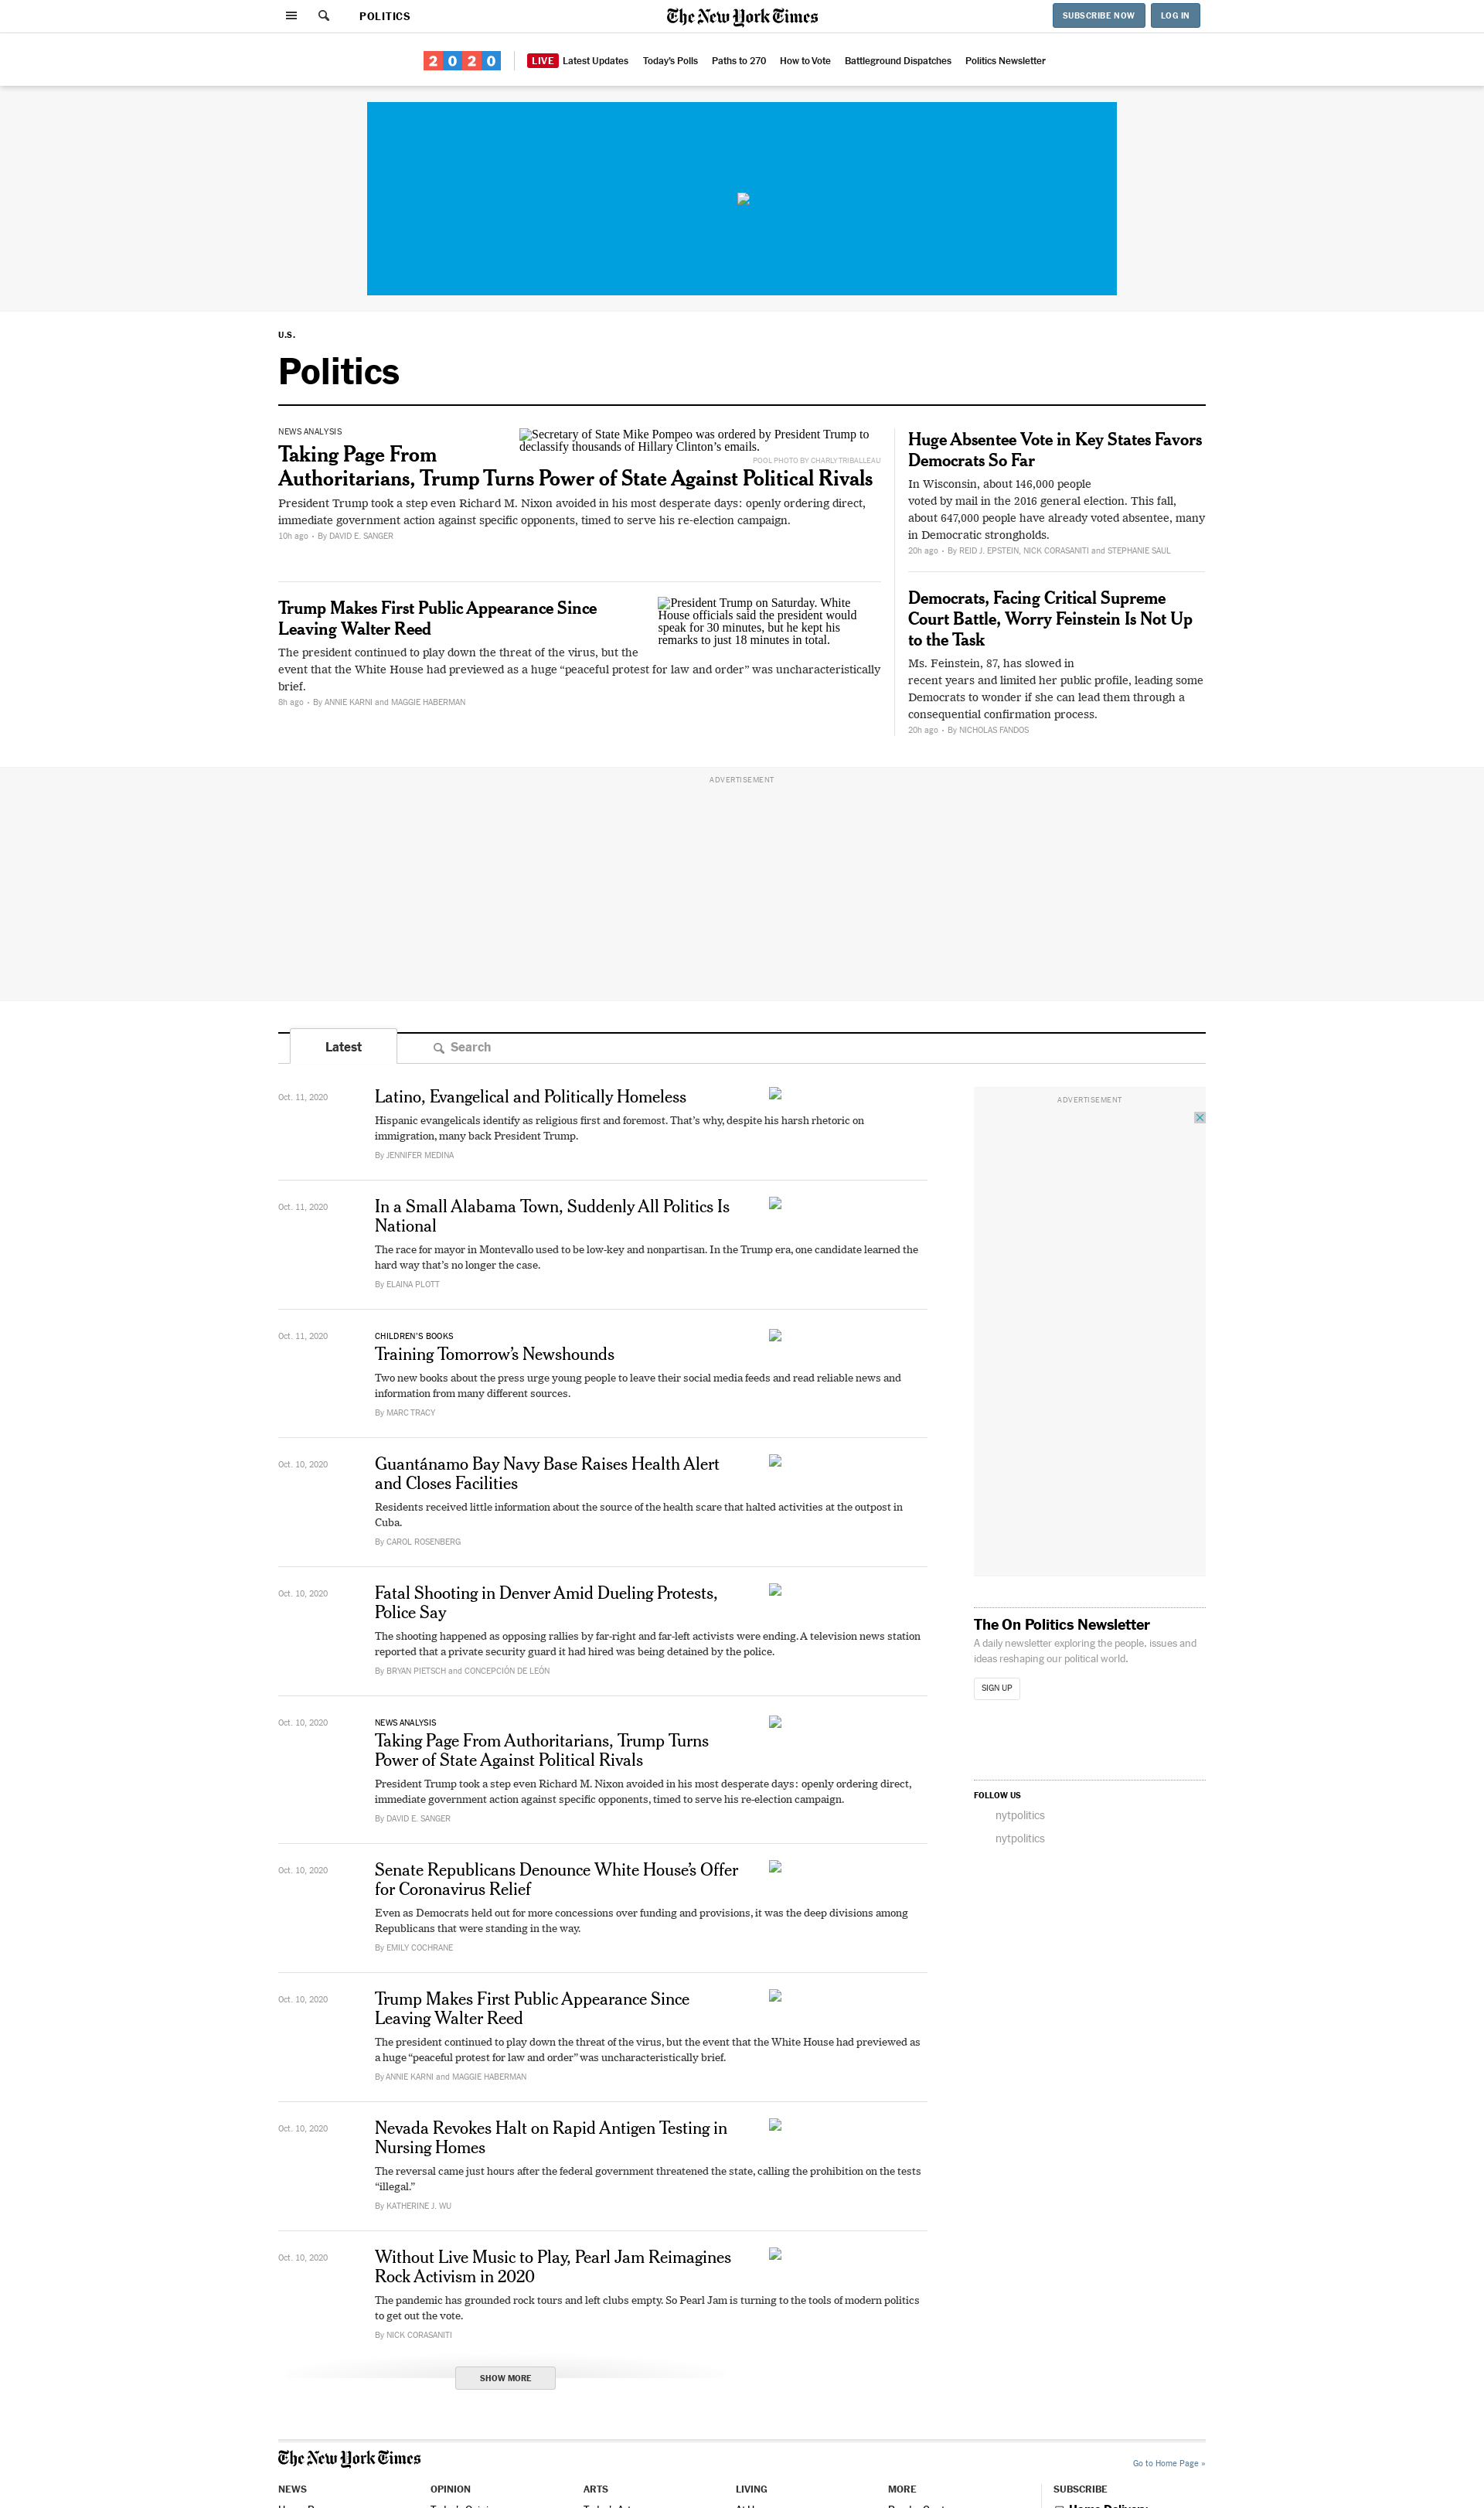 POLITICS
The New York Times
SUBSCRIBE NOW
LOG IN
2020
LIVE Latest Updates
Today's Polls
Paths to 270
How to Vote
Battleground Dispatches
Politics Newsletter
U.S.
Politics
NEWS ANALYSIS
Secretary of State Mike Pompeo was ordered by President Trump to
declassify thousands of Hillary Clinton's emails.
POOL PHOTO BY CHARLY TRIBALLEAU
Taking Page From
Authoritarians, Trump Turns Power of State Against Political Rivals
President Trump took a step even Richard M. Nixon avoided in his most desperate days: openly ordering direct,
immediate government action against specific opponents, timed to serve his re-election campaign.
10h ago • By DAVID E. SANGER
Trump Makes First Public Appearance Since
Leaving Walter Reed
President Trump on Saturday. White
House officials said the president would
speak for 30 minutes, but he kept his
remarks to just 18 minutes in total.
The president continued to play down the threat of the virus, but the
event that the White House had previewed as a huge “peaceful protest for law and order” was uncharacteristically
brief.
8h ago • By ANNIE KARNI and MAGGIE HABERMAN
Huge Absentee Vote in Key States Favors
Democrats So Far
In Wisconsin, about 146,000 people
voted by mail in the 2016 general election. This fall,
about 647,000 people have already voted absentee, many
in Democratic strongholds.
20h ago • By REID J. EPSTEIN, NICK CORASANITI and STEPHANIE SAUL
Democrats, Facing Critical Supreme
Court Battle, Worry Feinstein Is Not Up
to the Task
Ms. Feinstein, 87, has slowed in
recent years and limited her public profile, leading some
Democrats to wonder if she can lead them through a
consequential confirmation process.
20h ago • By NICHOLAS FANDOS
ADVERTISEMENT
Latest
Search
Oct. 11, 2020
Latino, Evangelical and Politically Homeless
Hispanic evangelicals identify as religious first and foremost. That’s why, despite his harsh rhetoric on
immigration, many back President Trump.
By JENNIFER MEDINA
Oct. 11, 2020
In a Small Alabama Town, Suddenly All Politics Is
National
The race for mayor in Montevallo used to be low-key and nonpartisan. In the Trump era, one candidate learned the
hard way that’s no longer the case.
By ELAINA PLOTT
Oct. 11, 2020
CHILDREN’S BOOKS
Training Tomorrow’s Newshounds
Two new books about the press urge young people to leave their social media feeds and read reliable news and
information from many different sources.
By MARC TRACY
Oct. 10, 2020
Guantánamo Bay Navy Base Raises Health Alert
and Closes Facilities
Residents received little information about the source of the health scare that halted activities at the outpost in
Cuba.
By CAROL ROSENBERG
Oct. 10, 2020
Fatal Shooting in Denver Amid Dueling Protests,
Police Say
The shooting happened as opposing rallies by far-right and far-left activists were ending. A television news station
reported that a private security guard it had hired was being detained by the police.
By BRYAN PIETSCH and CONCEPCIÓN DE LEÓN
Oct. 10, 2020
NEWS ANALYSIS
Taking Page From Authoritarians, Trump Turns
Power of State Against Political Rivals
President Trump took a step even Richard M. Nixon avoided in his most desperate days: openly ordering direct,
immediate government action against specific opponents, timed to serve his re-election campaign.
By DAVID E. SANGER
Oct. 10, 2020
Senate Republicans Denounce White House’s Offer
for Coronavirus Relief
Even as Democrats held out for more concessions over funding and provisions, it was the deep divisions among
Republicans that were standing in the way.
By EMILY COCHRANE
Oct. 10, 2020
Trump Makes First Public Appearance Since
Leaving Walter Reed
The president continued to play down the threat of the virus, but the event that the White House had previewed as
a huge “peaceful protest for law and order” was uncharacteristically brief.
By ANNIE KARNI and MAGGIE HABERMAN
Oct. 10, 2020
Nevada Revokes Halt on Rapid Antigen Testing in
Nursing Homes
The reversal came just hours after the federal government threatened the state, calling the prohibition on the tests
“illegal.”
By KATHERINE J. WU
Oct. 10, 2020
Without Live Music to Play, Pearl Jam Reimagines
Rock Activism in 2020
The pandemic has grounded rock tours and left clubs empty. So Pearl Jam is turning to the tools of modern politics
to get out the vote.
By NICK CORASANITI
SHOW MORE
ADVERTISEMENT
The On Politics Newsletter
A daily newsletter exploring the people, issues and
ideas reshaping our political world.
SIGN UP
FOLLOW US
nytpolitics
nytpolitics
The New York Times
Go to Home Page »
NEWS
OPINION
ARTS
LIVING
MORE
SUBSCRIBE